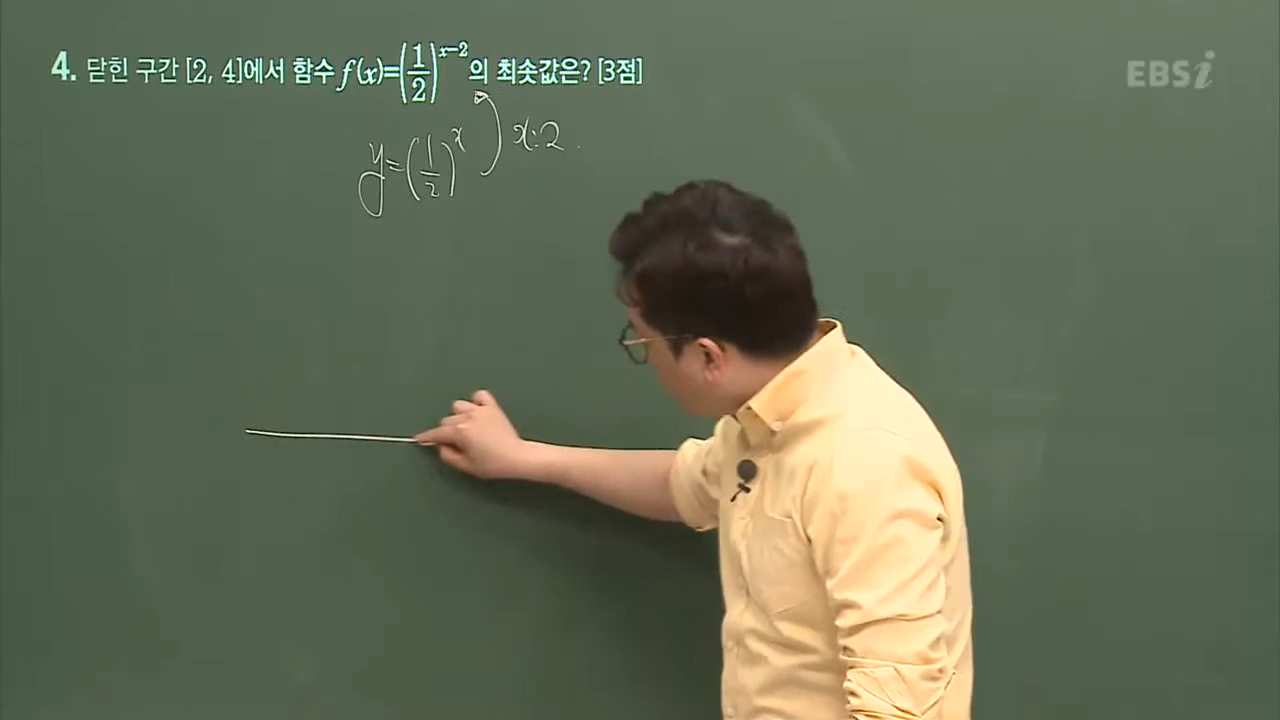 4. 닫힌 구간 [2, 4]에서 함수 f(x)=(1/2)^(x-2)의 최솟값은? [3점]
EBSi
y=(1/2)^x ) x:2.